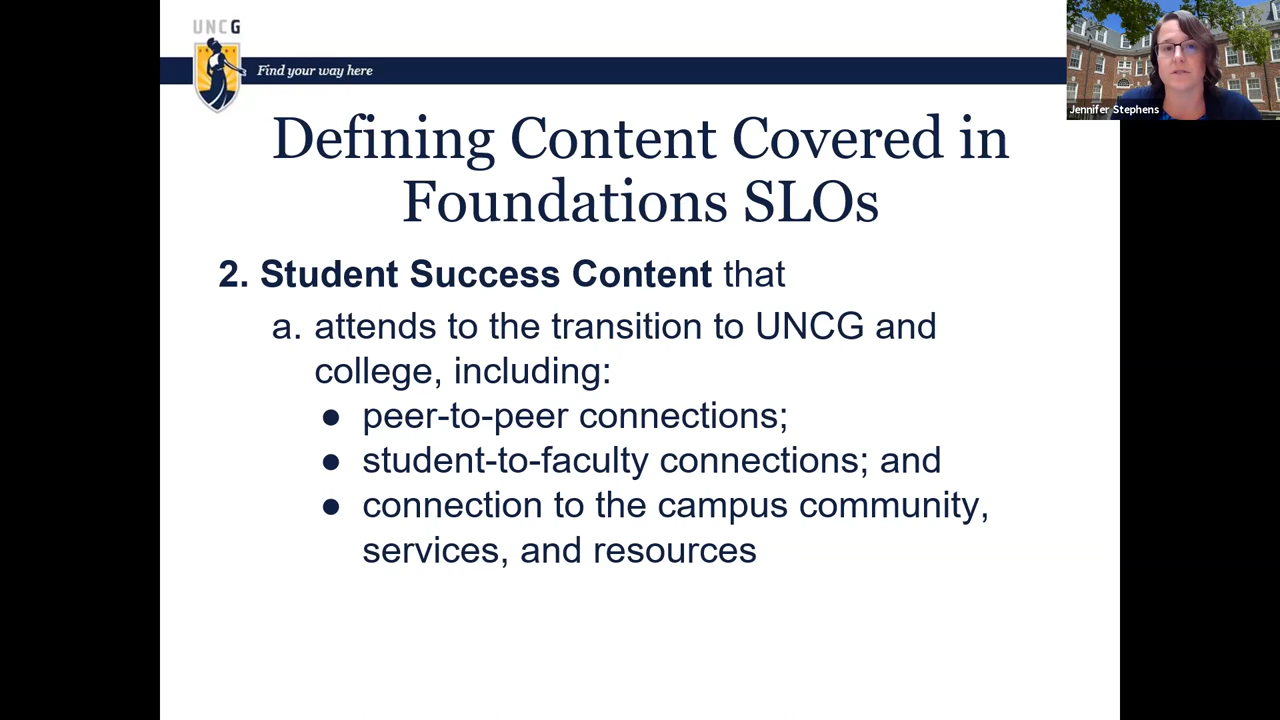 UNCG
Find your way here
Jennifer Stephens
Defining Content Covered in
Foundations SLOs
2. Student Success Content that
a. attends to the transition to UNCG and
college, including:
● peer-to-peer connections;
● student-to-faculty connections; and
● connection to the campus community,
services, and resources